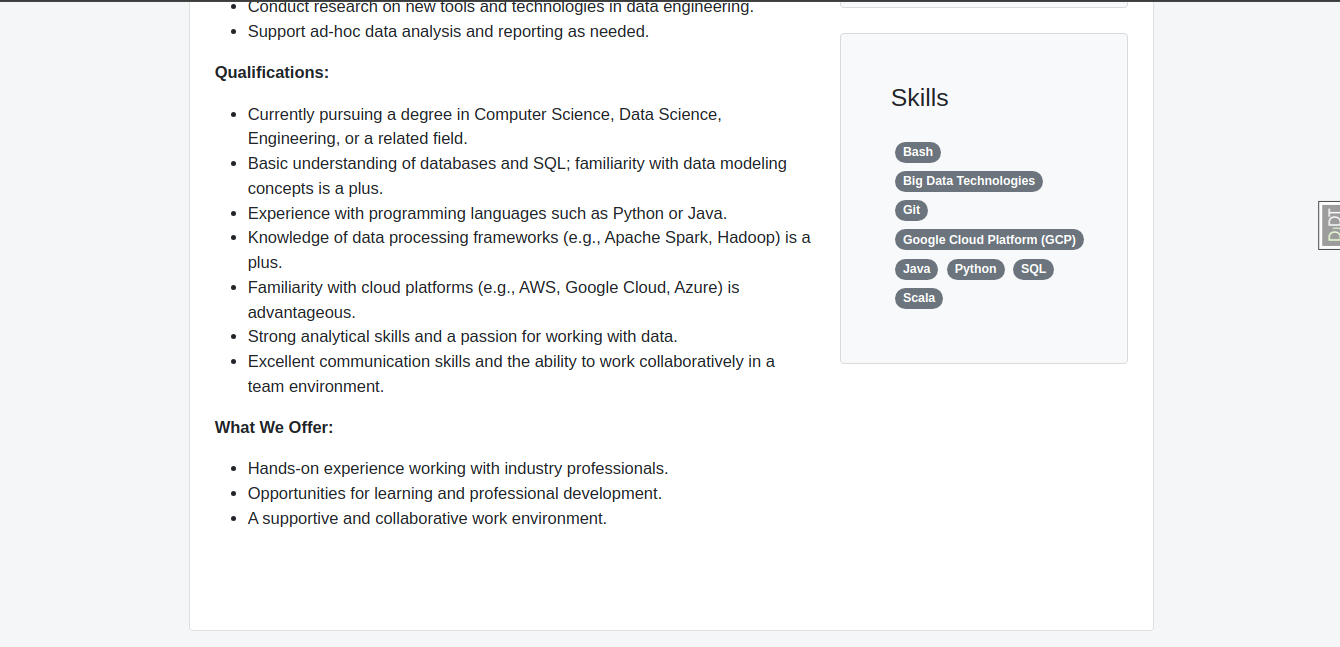 Conduct research on new tools and technologies in data engineering.
Support ad-hoc data analysis and reporting as needed.
Qualifications:
Currently pursuing a degree in Computer Science, Data Science,
Engineering, or a related field.
Basic understanding of databases and SQL; familiarity with data modeling
concepts is a plus.
Experience with programming languages such as Python or Java.
Knowledge of data processing frameworks (e.g., Apache Spark, Hadoop) is a
plus.
Familiarity with cloud platforms (e.g., AWS, Google Cloud, Azure) is
advantageous.
Strong analytical skills and a passion for working with data.
Excellent communication skills and the ability to work collaboratively in a
team environment.
What We Offer:
Hands-on experience working with industry professionals.
Opportunities for learning and professional development.
A supportive and collaborative work environment.
Skills
Bash
Big Data Technologies
Git
Google Cloud Platform (GCP)
Java Python SQL
Scala
DjDT